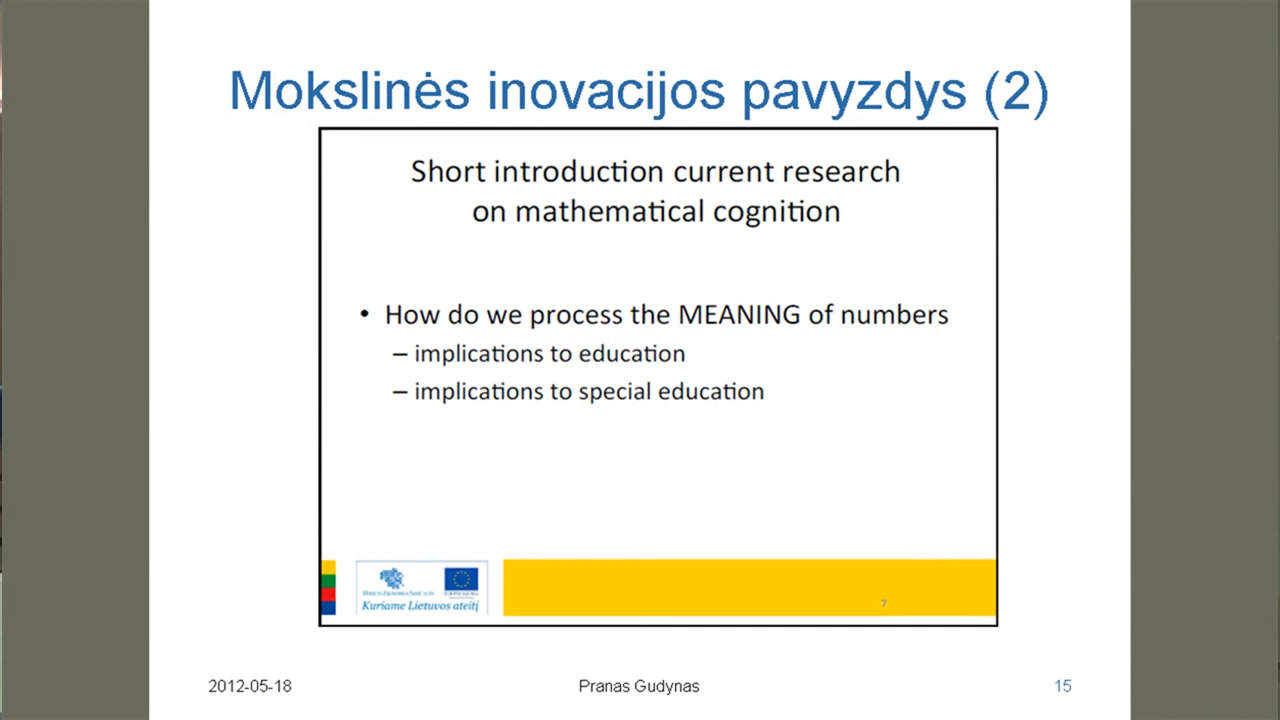 Mokslinės inovacijos pavyzdys (2)
Short introduction current research
on mathematical cognition
• How do we process the MEANING of numbers
– implications to education
– implications to special education
Kuriame Lietuvos ateitį
7
2012-05-18
Pranas Gudynas
15